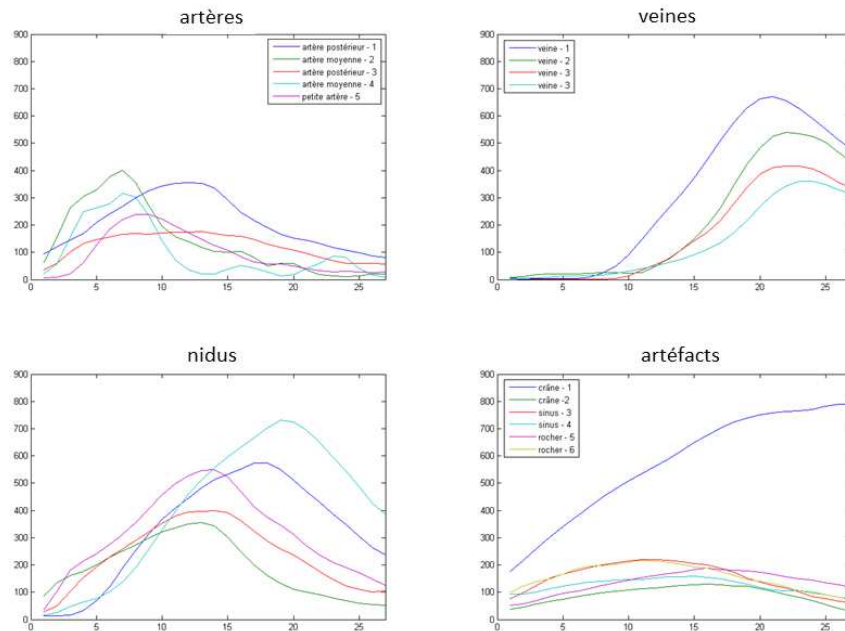 artères
900
800
700
600
500
400
300
200
100
0
0 5 10 15 20 25
artère postérieur - 1
artère moyenne - 2
artère postérieur - 3
artère moyenne - 4
petite artère - 5
veines
900
800
700
600
500
400
300
200
100
0
0 5 10 15 20 25
veine - 1
veine - 2
veine - 3
veine - 3
nidus
900
800
700
600
500
400
300
200
100
0
0 5 10 15 20 25
artéfacts
900
800
700
600
500
400
300
200
100
0
0 5 10 15 20 25
crâne - 1
crâne -2
sinus - 3
sinus - 4
rocher - 5
rocher - 6